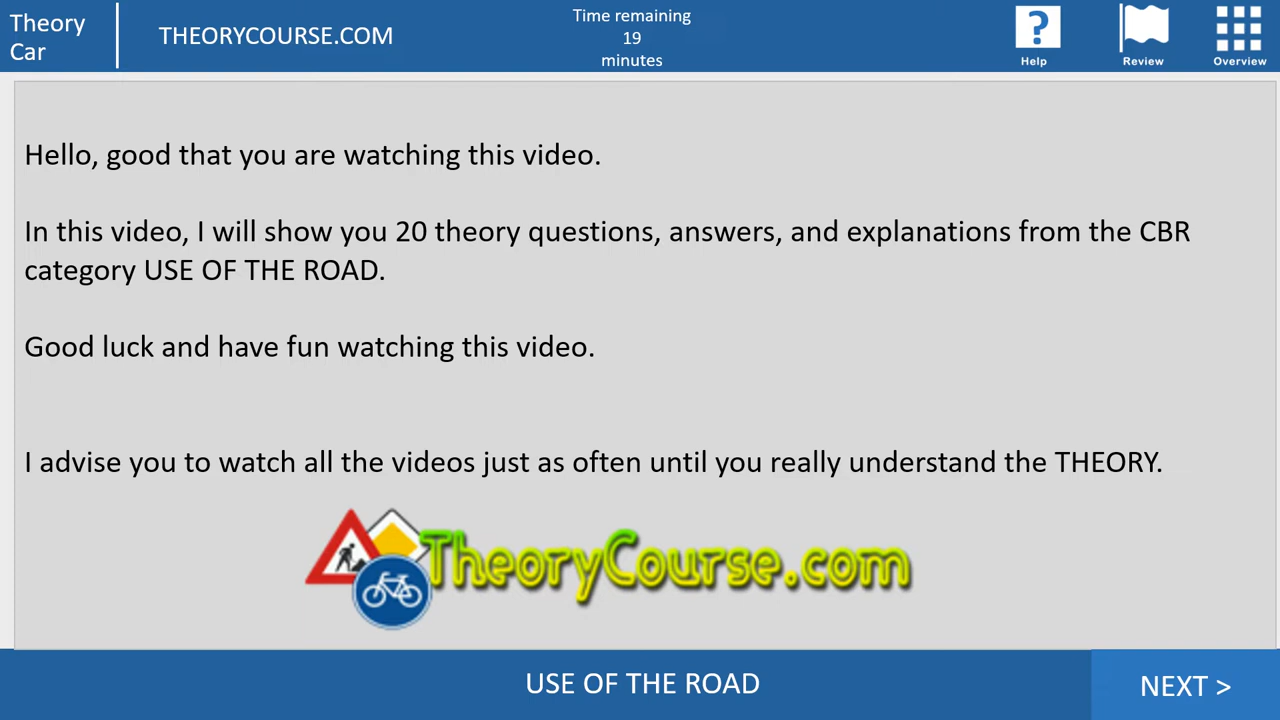 Theory
Car
THEORYCOURSE.COM
Time remaining
19
minutes
Help
Review
Overview
Hello, good that you are watching this video.
In this video, I will show you 20 theory questions, answers, and explanations from the CBR
category USE OF THE ROAD.
Good luck and have fun watching this video.
I advise you to watch all the videos just as often until you really understand the THEORY.
TheoryCourse.com
USE OF THE ROAD
NEXT >